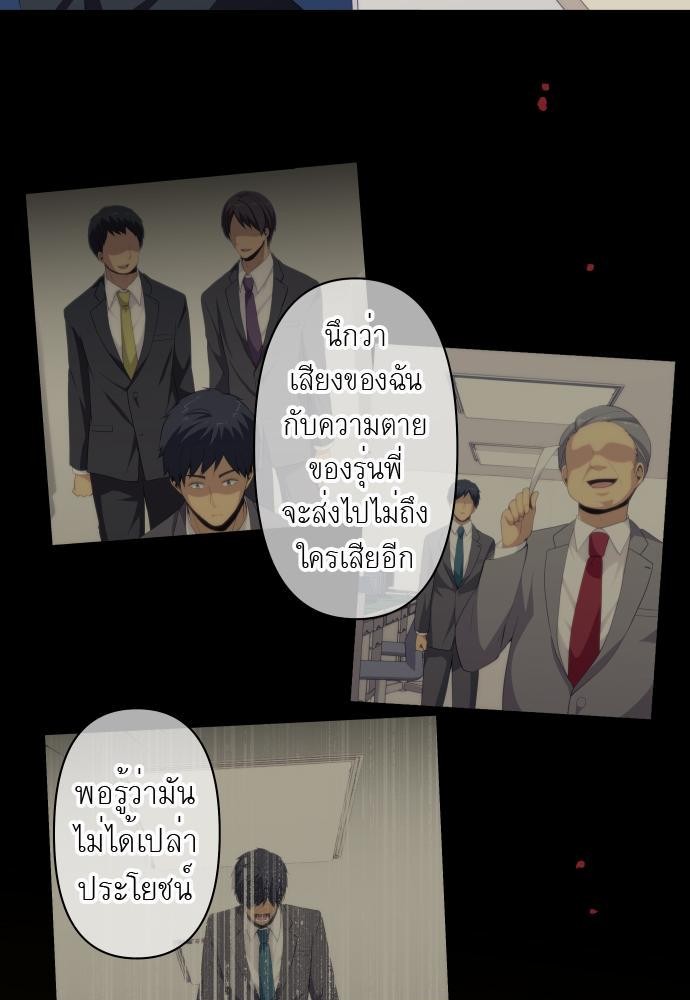 นึกว่า
เสียงของฉัน
กับความตาย
ของรุ่นพี่
จะส่งไปไม่ถึง
ใครเสียอีก
พอรู้ว่ามัน
ไม่ได้เปล่า
ประโยชน์